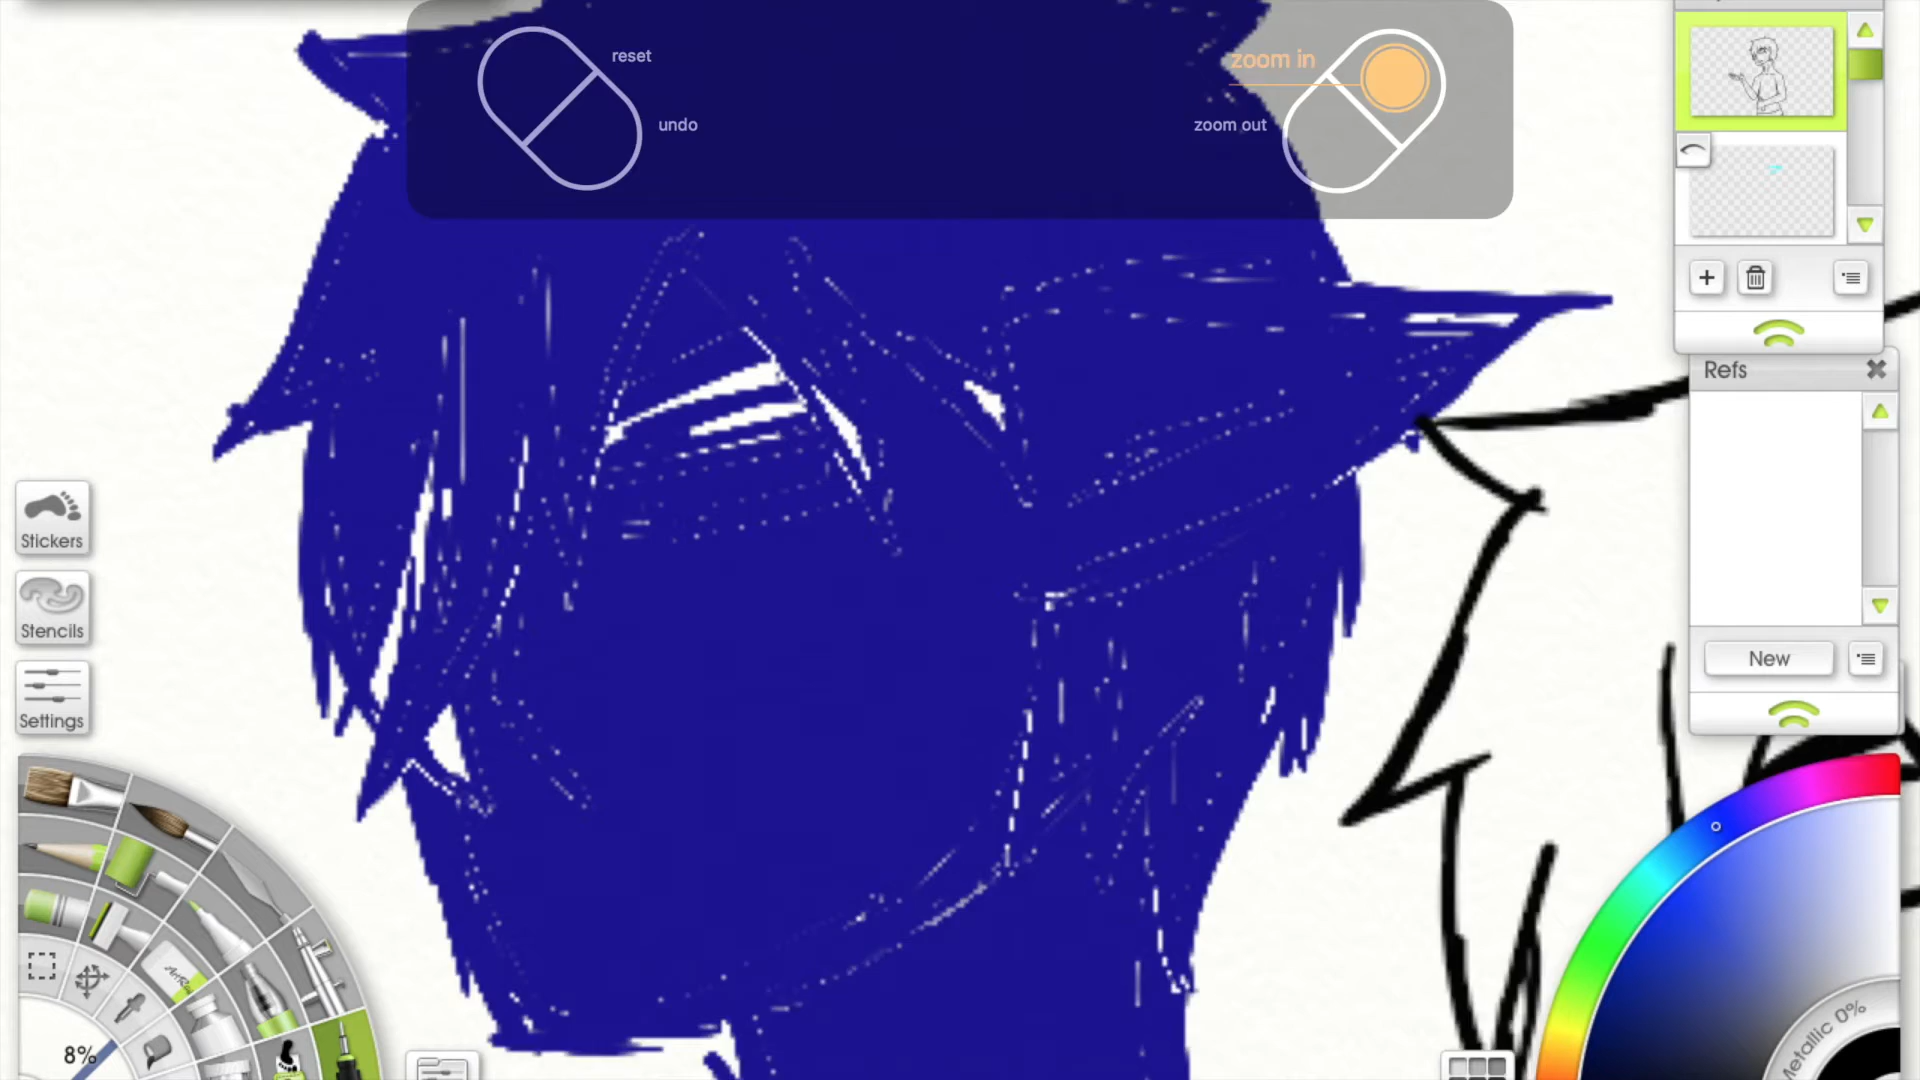 reset
undo
zoom in
zoom out
Refs
Stickers
Stencils
Settings
New
8%
Metallic 0%